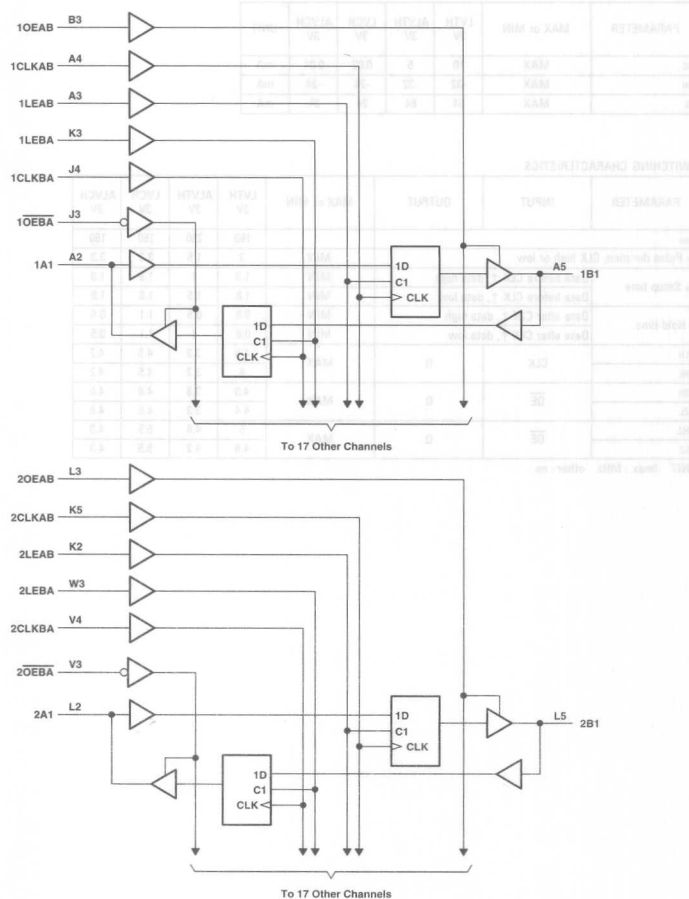 1OEAB B3
1CLKAB A4
1LEAB A3
1LEBA K3
1CLKBA J4
1OEBA J3
1A1 A2
1D
C1
CLK
A5 1B1
1D
C1
CLK
To 17 Other Channels
2OEAB L3
2CLKAB K5
2LEAB K2
2LEBA W3
2CLKBA V4
2OEBA V3
2A1 L2
1D
C1
CLK
L5 2B1
1D
C1
CLK
To 17 Other Channels